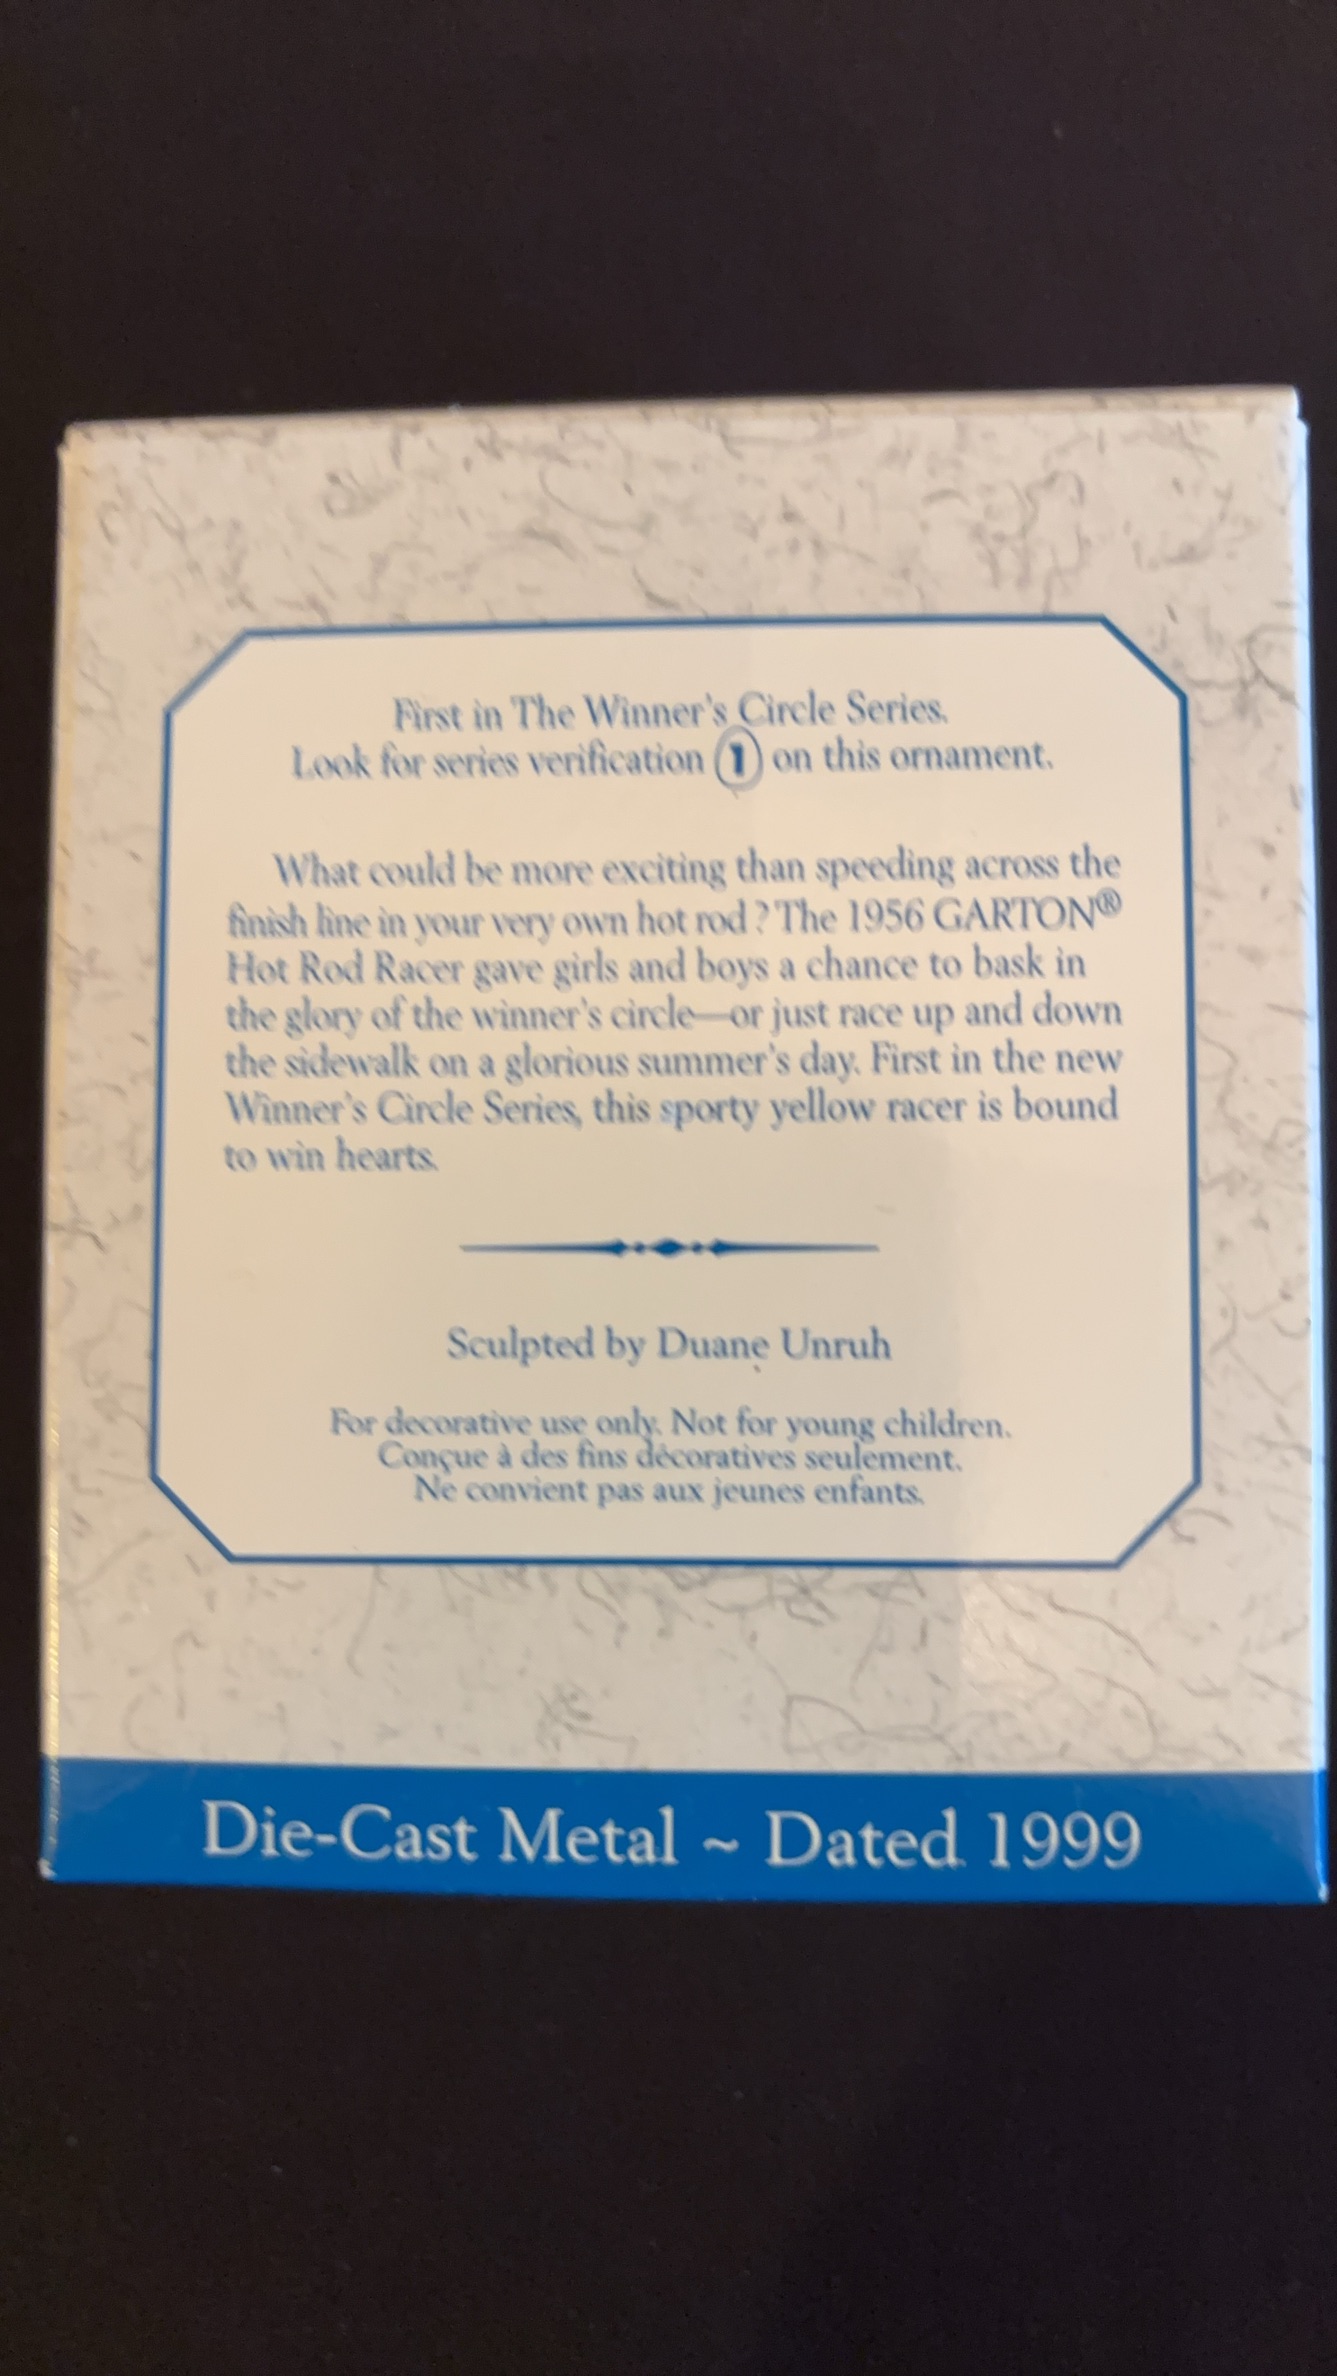 First in The Winner's Circle Series.
Look for series verification 1 on this ornament.
What could be more exciting than speeding across the
finish line in your very own hot rod? The 1956 GARTON®
Hot Rod Racer gave girls and boys a chance to bask in
the glory of the winner's circle—or just race up and down
the sidewalk on a glorious summer's day. First in the new
Winner's Circle Series, this sporty yellow racer is bound
to win hearts.
Sculpted by Duane Unruh
For decorative use only. Not for young children.
Conçue à des fins décoratives seulement.
Ne convient pas aux jeunes enfants.
Die-Cast Metal ~ Dated 1999